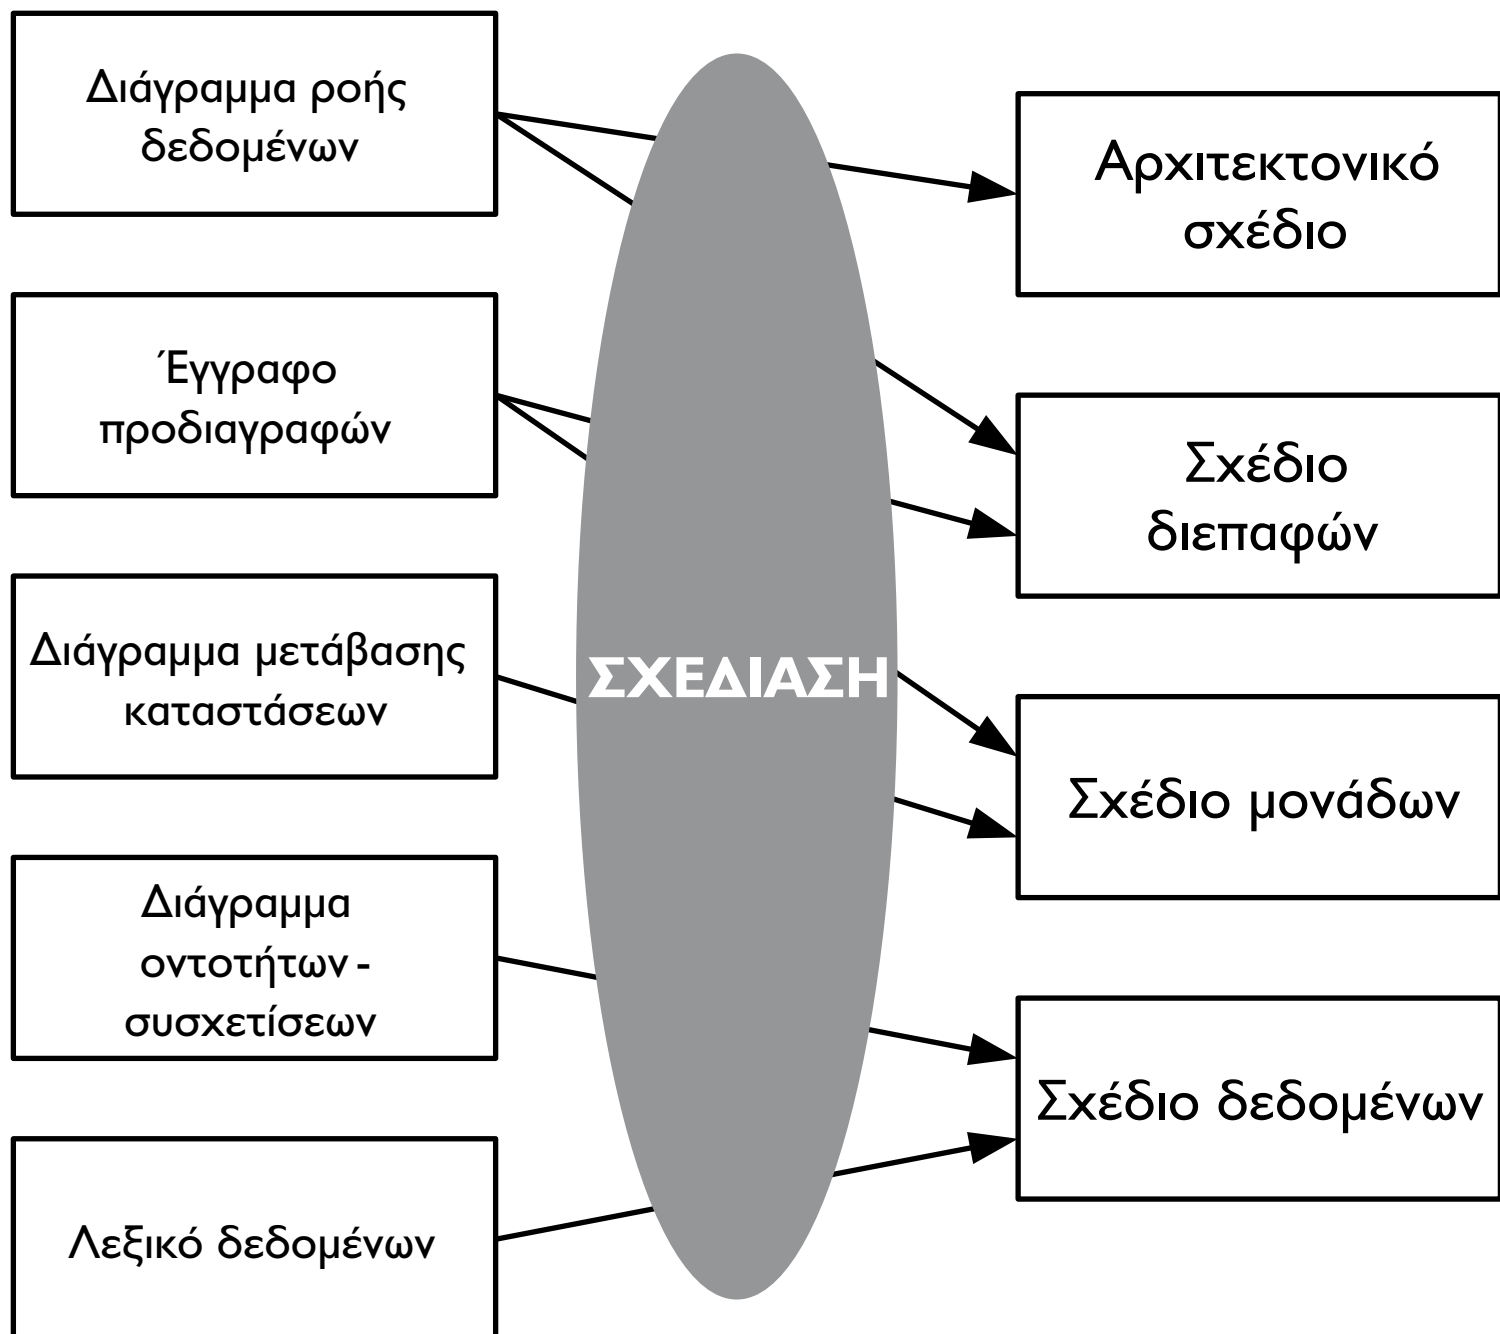 Διάγραμμα ροής
δεδομένων
Έγγραφο
προδιαγραφών
Διάγραμμα μετάβασης
καταστάσεων
Διάγραμμα
οντοτήτων -
συσχετίσεων
Λεξικό δεδομένων
ΣΧΕΔΙΑΣΗ
Αρχιτεκτονικό
σχέδιο
Σχέδιο
διεπαφών
Σχέδιο μονάδων
Σχέδιο δεδομένων